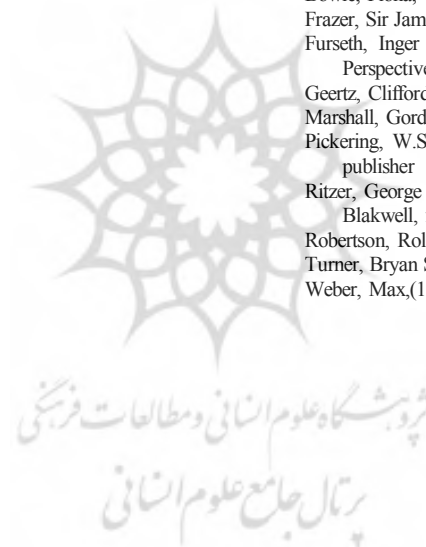 Frazer, Sir Jam
Furseth, Inger
Perspective
Geertz, Clifford
Marshall, Gord
Pickering, W.S
publisher
Ritzer, George
Blakwell,
Robertson, Rol
Turner, Bryan S
Weber, Max,(1
پژوهشگاه علوم انسانی و مطالعات فرهنگی
پرتال جامع علوم انسانی